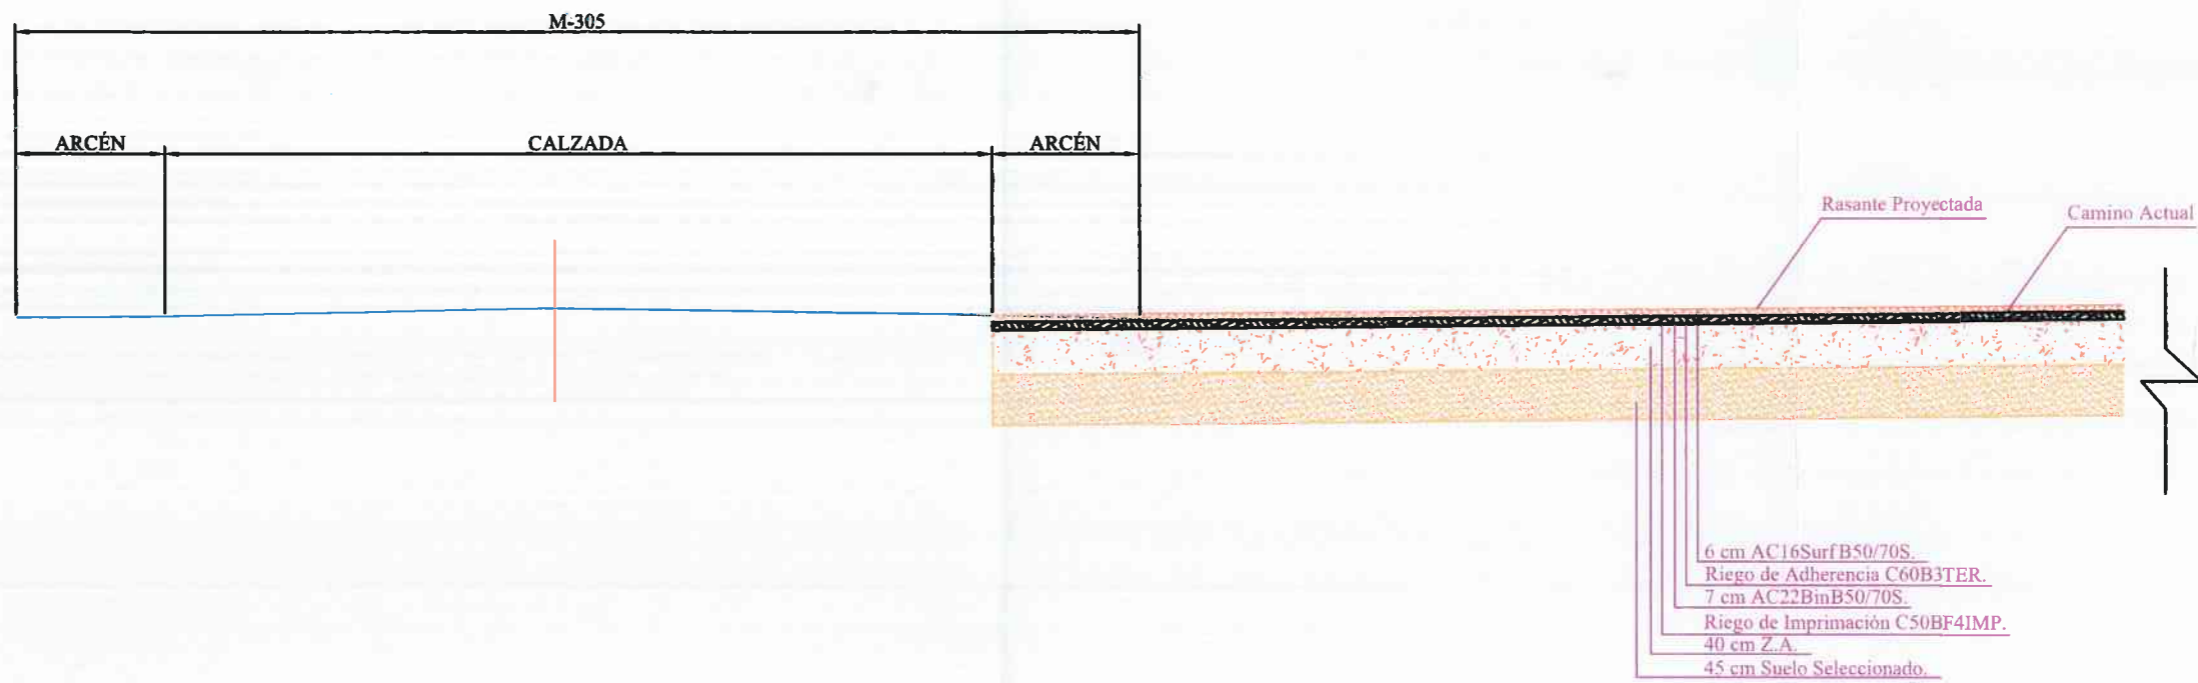 M-305
ARCÉN
CALZADA
ARCÉN
Rasante Proyectada
Camino Actual
6 cm AC16SurfB50/70S.
Riego de Adherencia C60B3TER.
7 cm AC22BinB50/70S.
Riego de Imprimación C50BF4IMP.
40 cm Z.A.
45 cm Suelo Seleccionado.